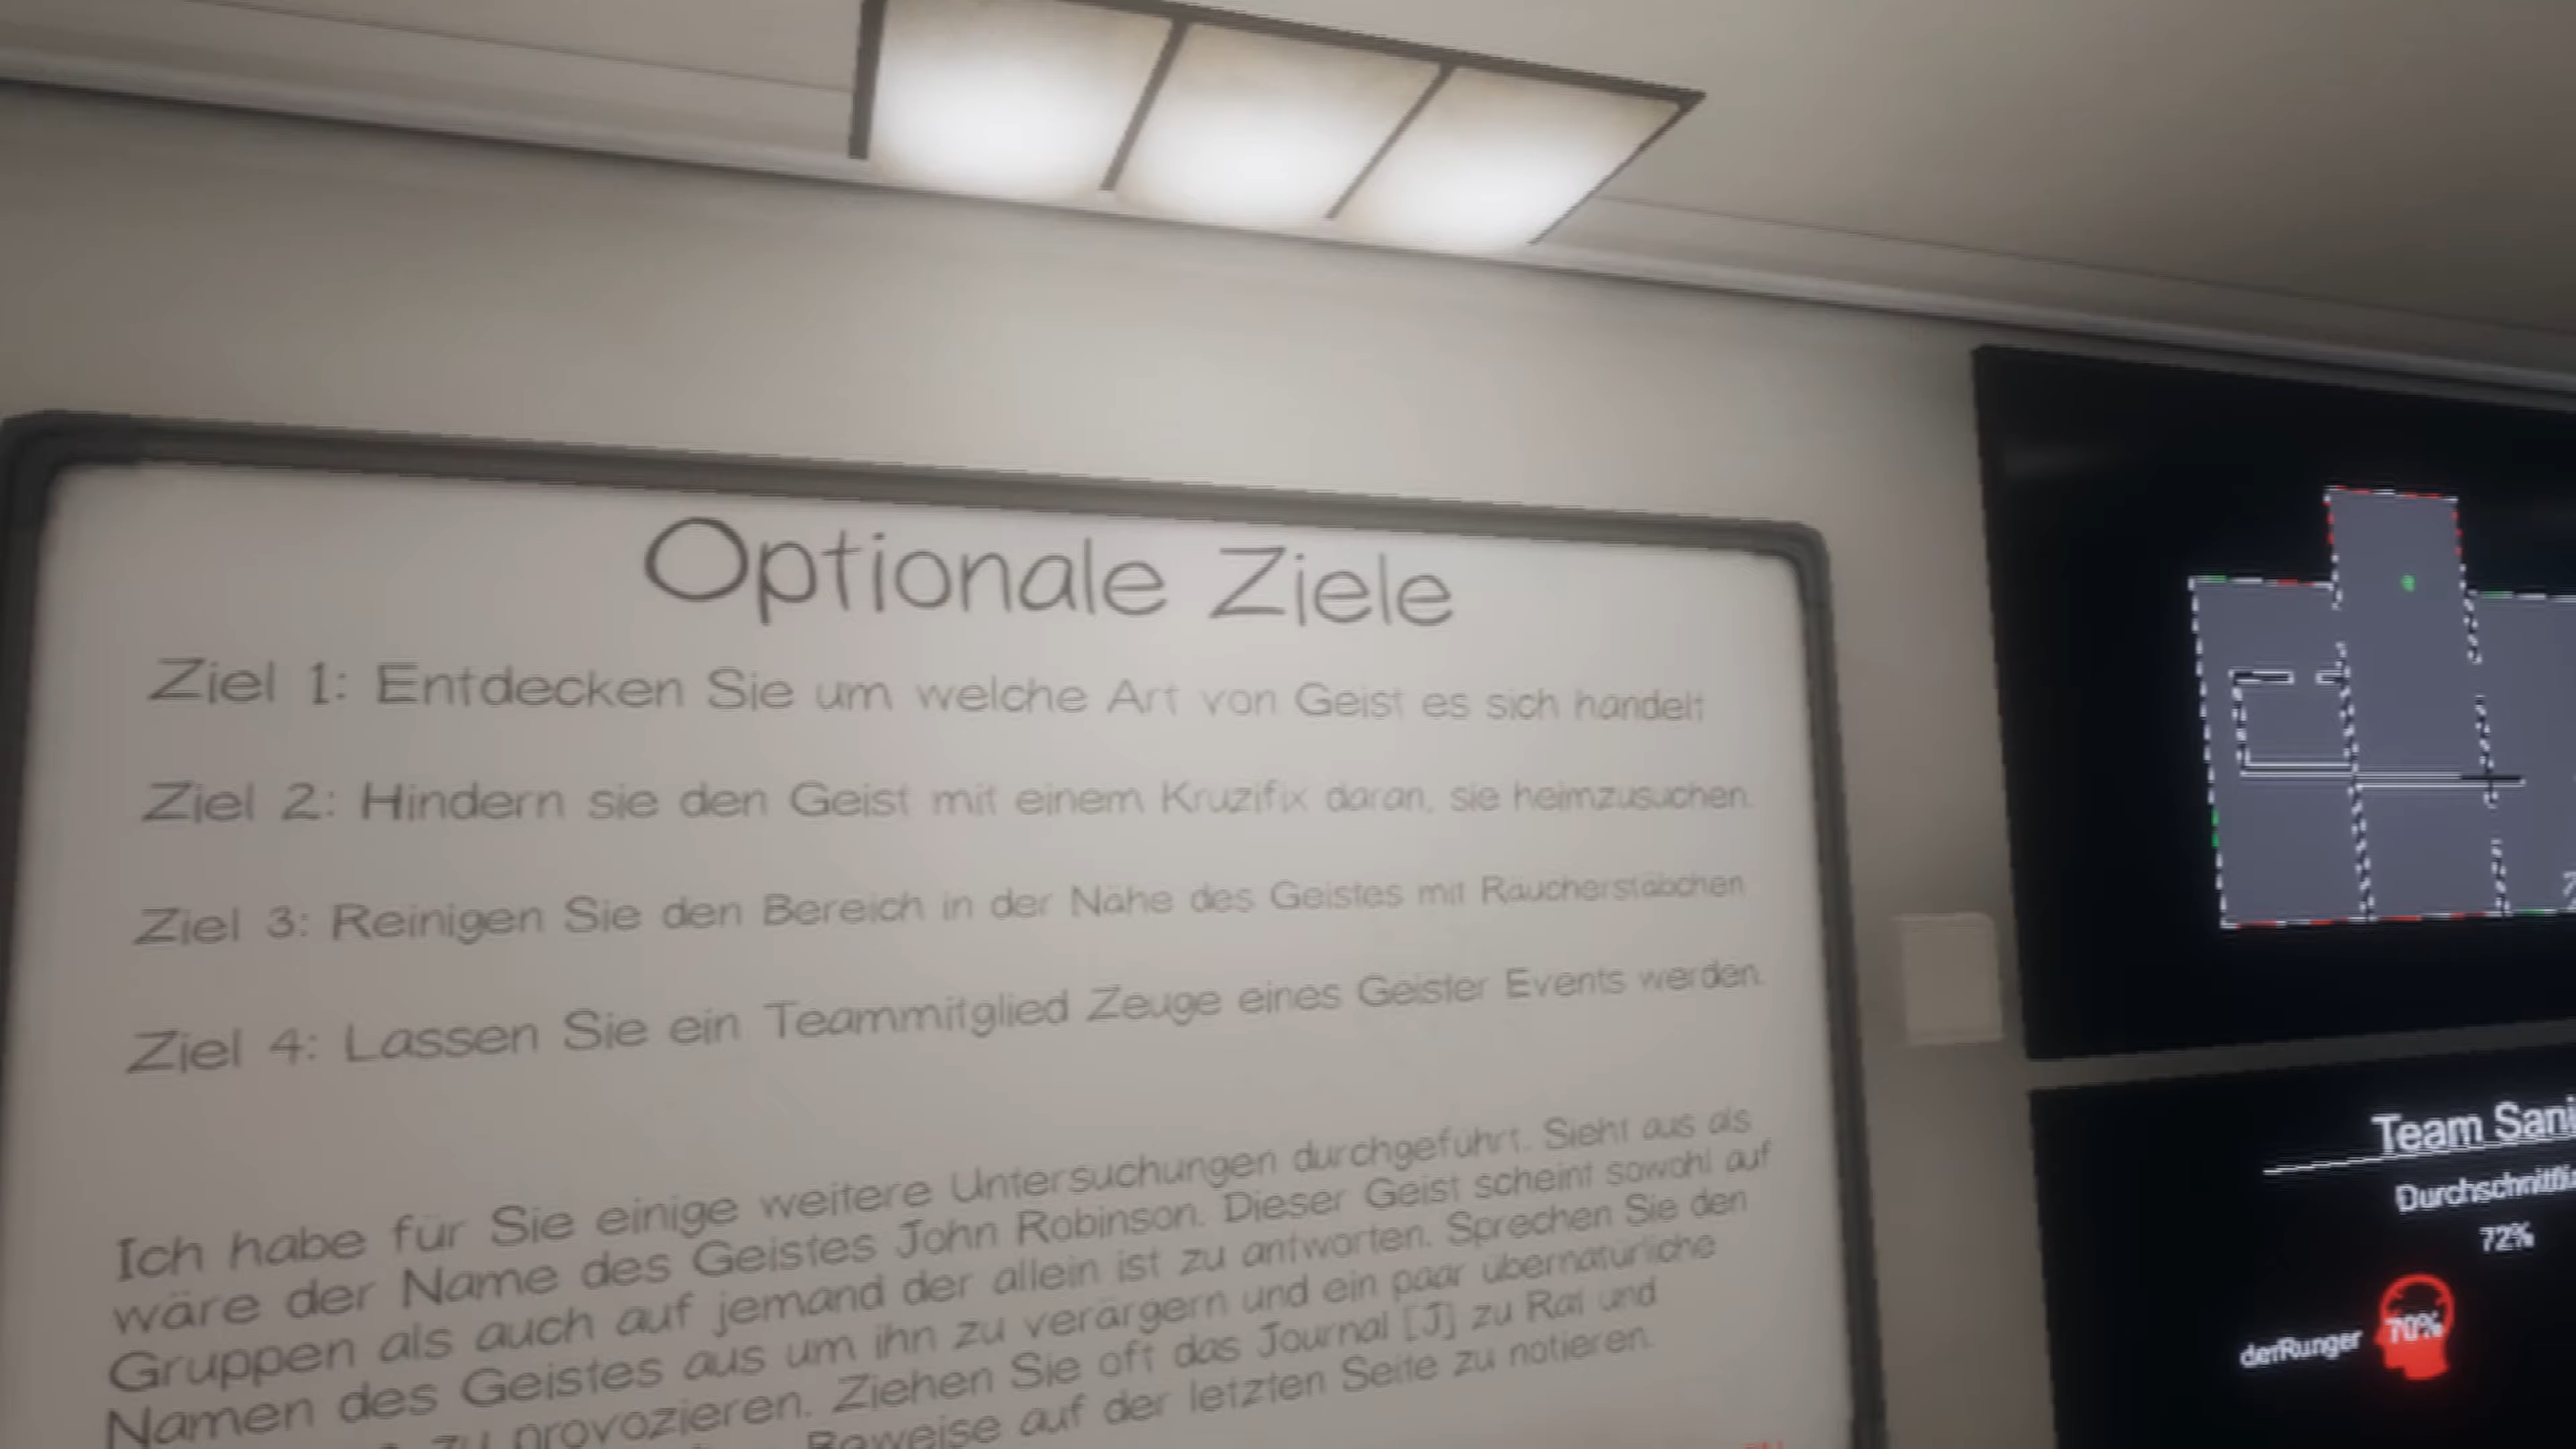 Optionale Ziele
Ziel 1: Entdecken Sie um welche Art von Geist es sich handelt
Ziel 2: Hindern sie den Geist mit einem Kruzifix daran, sie heimzusuchen.
Ziel 3: Reinigen Sie den Bereich in der Nähe des Geistes mit Räucherstäbchen
Ziel 4: Lassen Sie ein Teammitglied Zeuge eines Geister Events werden.
Ich habe für Sie einige weitere Untersuchungen durchgeführt. Sieht aus als
wäre der Name des Geistes John Robinson. Dieser Geist scheint sowohl auf
Gruppen als auch auf jemand der allein ist zu antworten. Sprechen Sie den
Namen des Geistes aus um ihn zu verärgern und ein paar übernatürliche
zu provozieren. Ziehen Sie oft das Journal [J] zu Rat und
Beweise auf der letzten Seite zu notieren.
Team Sani
Durchschnittli
72%
derRunger 70%